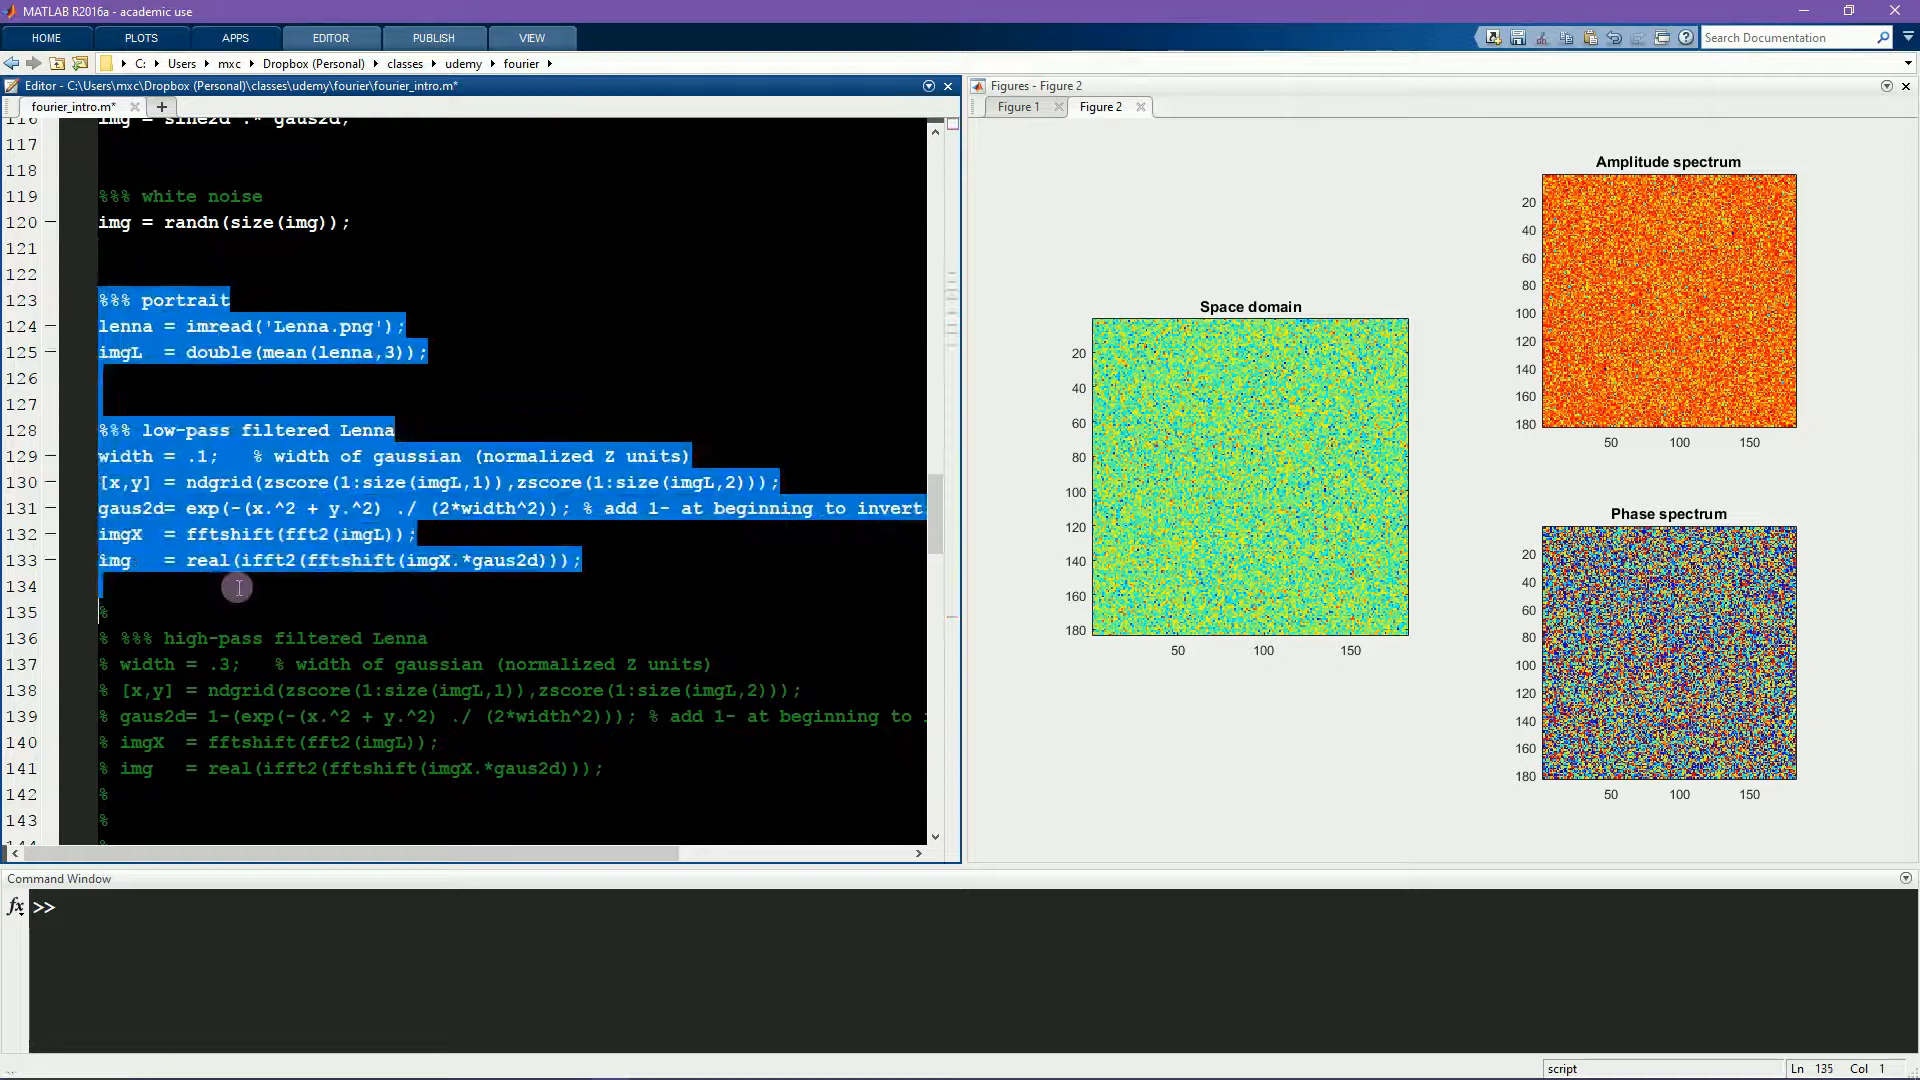 MATLAB R2016a - academic use
HOME PLOTS APPS EDITOR PUBLISH VIEW
Search Documentation
C: Users mxc Dropbox (Personal) classes udemy fourier
Editor - C:\Users\mxc\Dropbox (Personal)\classes\udemy\fourier\fourier_intro.m*
fourier_intro.m*
116 img = sine2d .* gaus2d;
117
118
119 %%% white noise
120 img = randn(size(img));
121
122
123 %%% portrait
124 lenna = imread('Lenna.png');
125 imgL  = double(mean(lenna,3));
126
127
128 %%% low-pass filtered Lenna
129 width = .1;   % width of gaussian (normalized Z units)
130 [x,y] = ndgrid(zscore(1:size(imgL,1)),zscore(1:size(imgL,2)));
131 gaus2d= exp(-(x.^2 + y.^2) ./ (2*width^2)); % add 1- at beginning to invert
132 imgX  = fftshift(fft2(imgL));
133 img   = real(ifft2(fftshift(imgX.*gaus2d)));
134
135 %
136 % %%% high-pass filtered Lenna
137 % width = .3;   % width of gaussian (normalized Z units)
138 % [x,y] = ndgrid(zscore(1:size(imgL,1)),zscore(1:size(imgL,2)));
139 % gaus2d= 1-(exp(-(x.^2 + y.^2) ./ (2*width^2))); % add 1- at beginning to
140 % imgX  = fftshift(fft2(imgL));
141 % img   = real(ifft2(fftshift(imgX.*gaus2d)));
142 %
143 %
Figures - Figure 2
Figure 1 Figure 2
Space domain
20
40
60
80
100
120
140
160
180
50 100 150
Amplitude spectrum
20
40
60
80
100
120
140
160
180
50 100 150
Phase spectrum
20
40
60
80
100
120
140
160
180
50 100 150
Command Window
fx >>
script Ln 135 Col 1